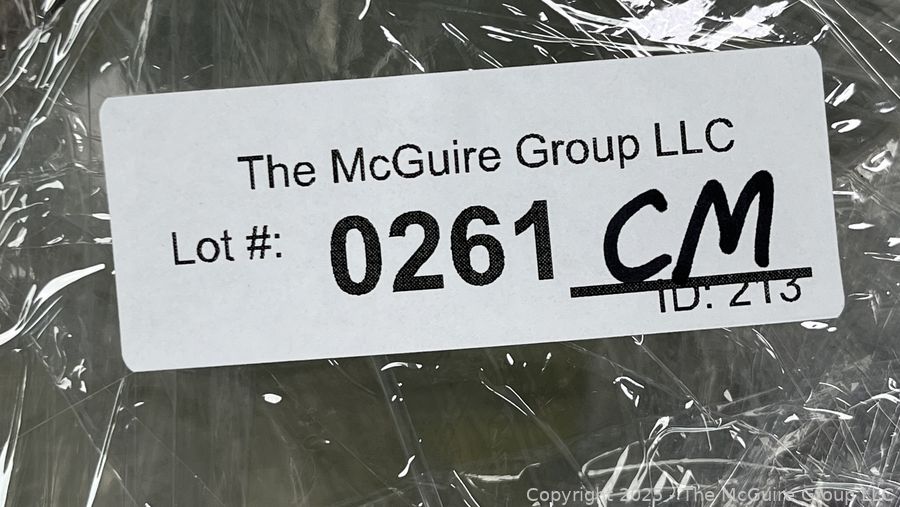 The McGuire Group LLC
Lot #: 0261 CM
ID: 213
Copyright 2025, The McGuire Group LLC